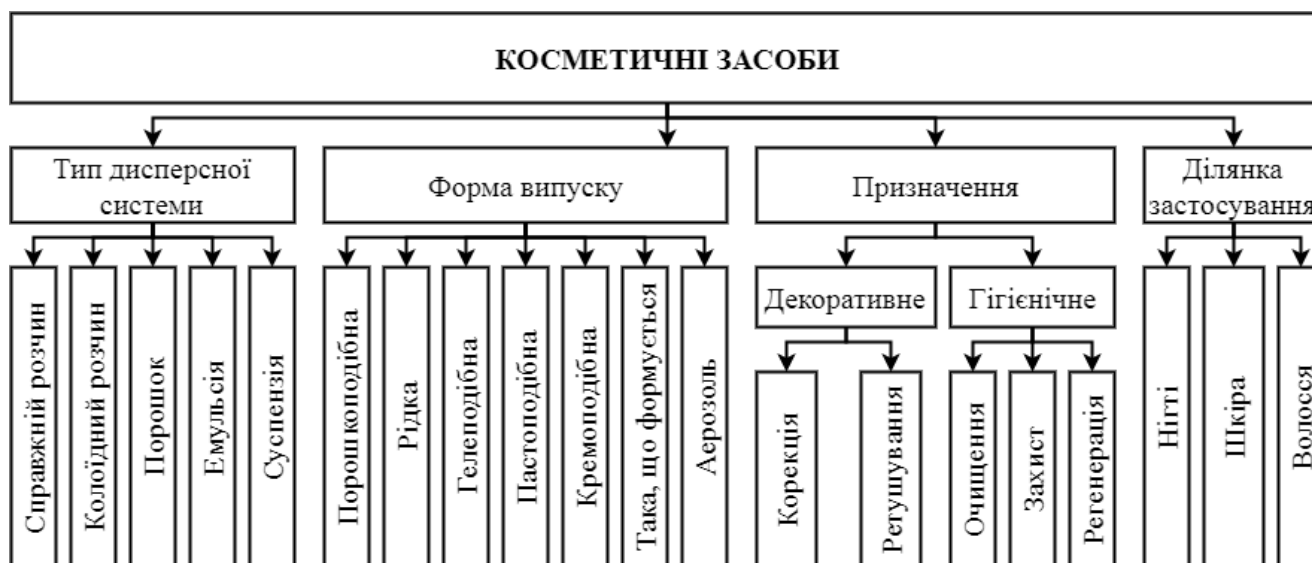 КОСМЕТИЧНІ ЗАСОБИ
Тип дисперсної
системи
Форма випуску
Призначення
Ділянка
застосування
Декоративне
Гігієнічне
Справжній розчин
Колоїдний розчин
Порошок
Емульсія
Суспензія
Порошкоподібна
Рідка
Гелеподібна
Пастоподібна
Кремоподібна
Така, що формується
Аерозоль
Корекція
Ретушування
Очищення
Захист
Регенерація
Нігті
Шкіра
Волосся